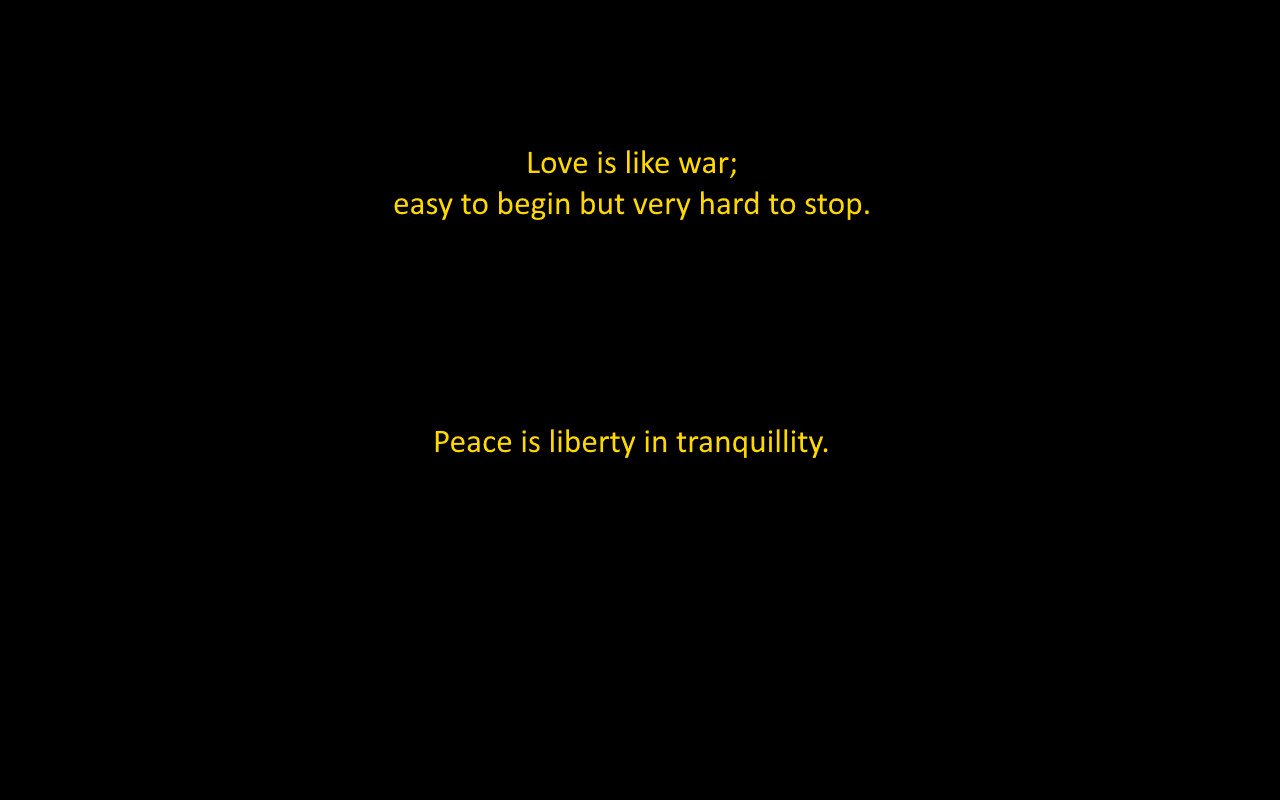 Love is like war;
easy to begin but very hard to stop.
Peace is liberty in tranquillity.